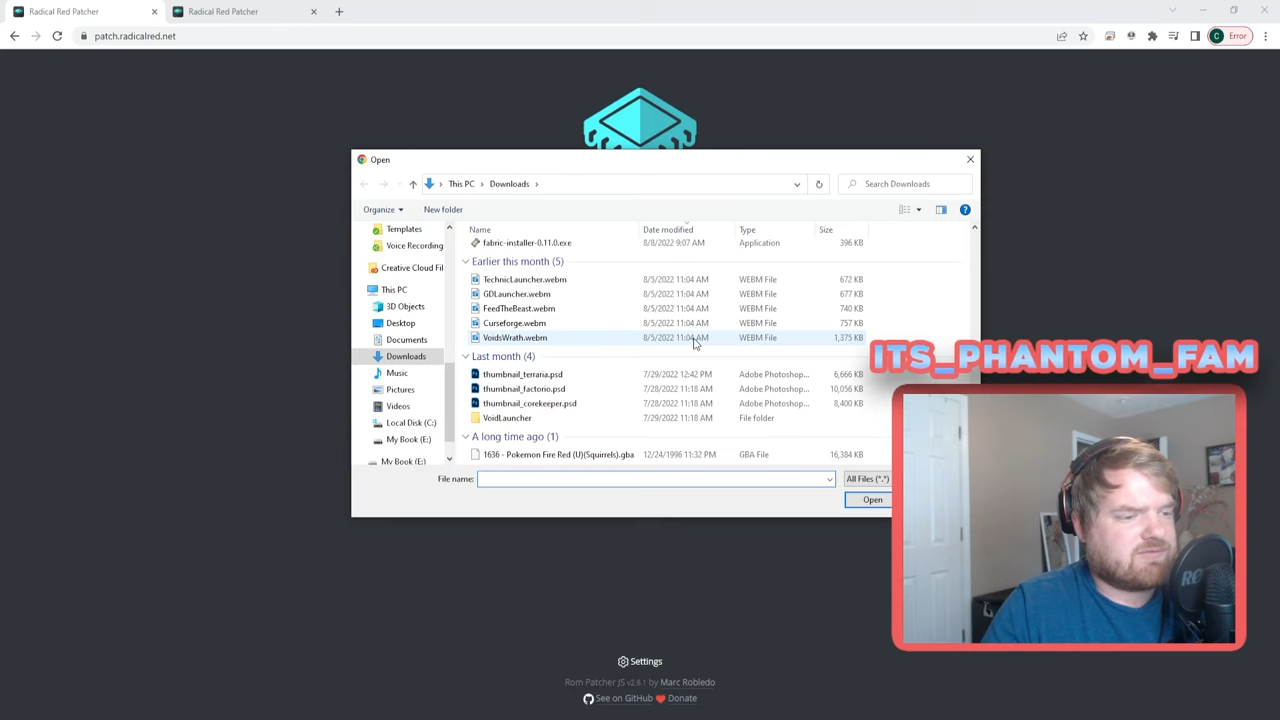 Radical Red Patcher
Radical Red Patcher
patch.radicalred.net
C Error
Open
This PC > Downloads >
Search Downloads
Organize
New folder
Templates
Voice Recording
Creative Cloud Fil
This PC
3D Objects
Desktop
Documents
Downloads
Music
Pictures
Videos
Local Disk (C:)
My Book (E:)
My Book (E:)
Name Date modified Type Size
fabric-installer-0.11.0.exe 8/8/2022 9:07 AM Application 396 KB
Earlier this month (5)
TechnicLauncher.webm 8/5/2022 11:04 AM WEBM File 672 KB
GDLauncher.webm 8/5/2022 11:04 AM WEBM File 677 KB
FeedTheBeast.webm 8/5/2022 11:04 AM WEBM File 740 KB
Curseforge.webm 8/5/2022 11:04 AM WEBM File 757 KB
VoidsWrath.webm 8/5/2022 11:04 AM WEBM File 1,375 KB
Last month (4)
thumbnail_terraria.psd 7/29/2022 12:42 PM Adobe Photoshop... 6,666 KB
thumbnail_factorio.psd 7/28/2022 11:18 AM Adobe Photoshop... 10,056 KB
thumbnail_corekeeper.psd 7/28/2022 11:18 AM Adobe Photoshop... 8,400 KB
VoidLauncher 7/29/2022 11:18 AM File folder
A long time ago (1)
1636 - Pokemon Fire Red (U)(Squirrels).gba 12/24/1996 11:32 PM GBA File 16,384 KB
File name:
All Files (*.*)
Open
ITS_PHANTOM_FAM
Settings
Rom Patcher JS v2.6.1 by Marc Robledo
See on GitHub Donate